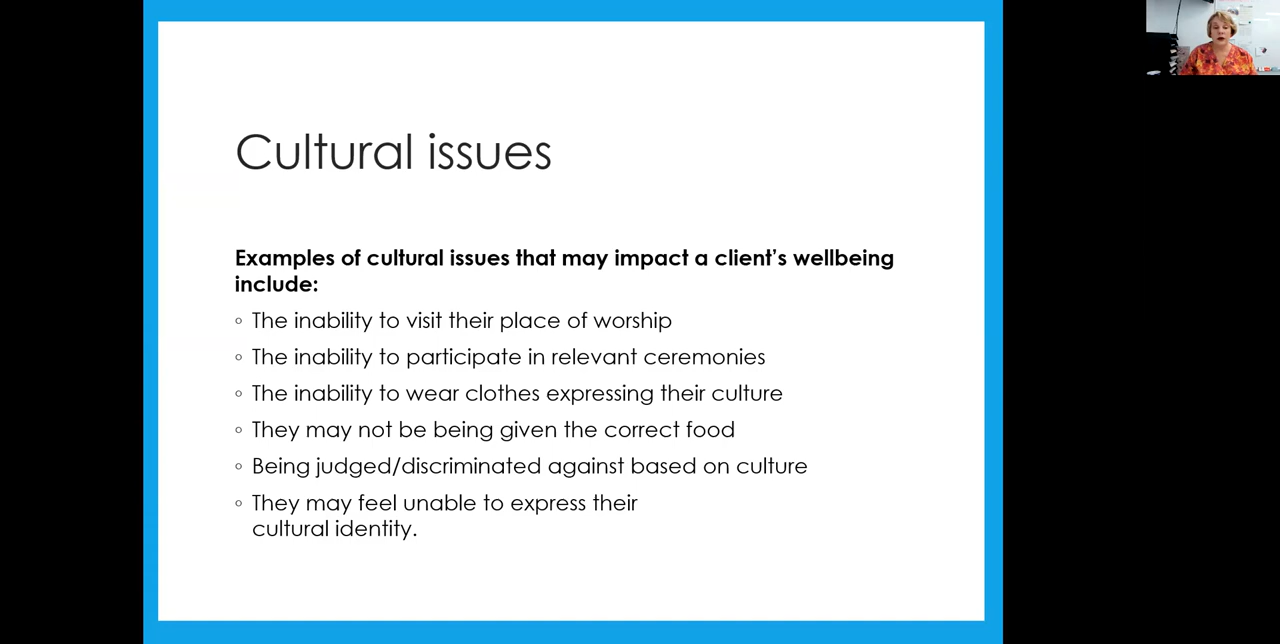 Cultural issues
Examples of cultural issues that may impact a client’s wellbeing
include:
◦ The inability to visit their place of worship
◦ The inability to participate in relevant ceremonies
◦ The inability to wear clothes expressing their culture
◦ They may not be being given the correct food
◦ Being judged/discriminated against based on culture
◦ They may feel unable to express their
cultural identity.